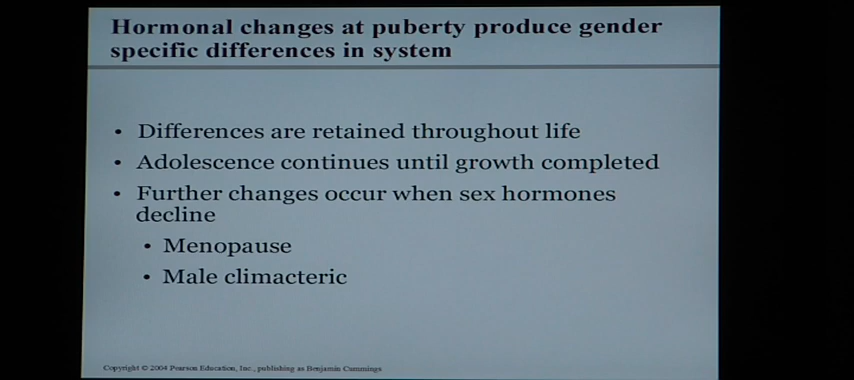 Hormonal changes at puberty produce gender
specific differences in system
• Differences are retained throughout life
• Adolescence continues until growth completed
• Further changes occur when sex hormones
decline
• Menopause
• Male climacteric
Copyright © 2004 Pearson Education, Inc., publishing as Benjamin Cummings